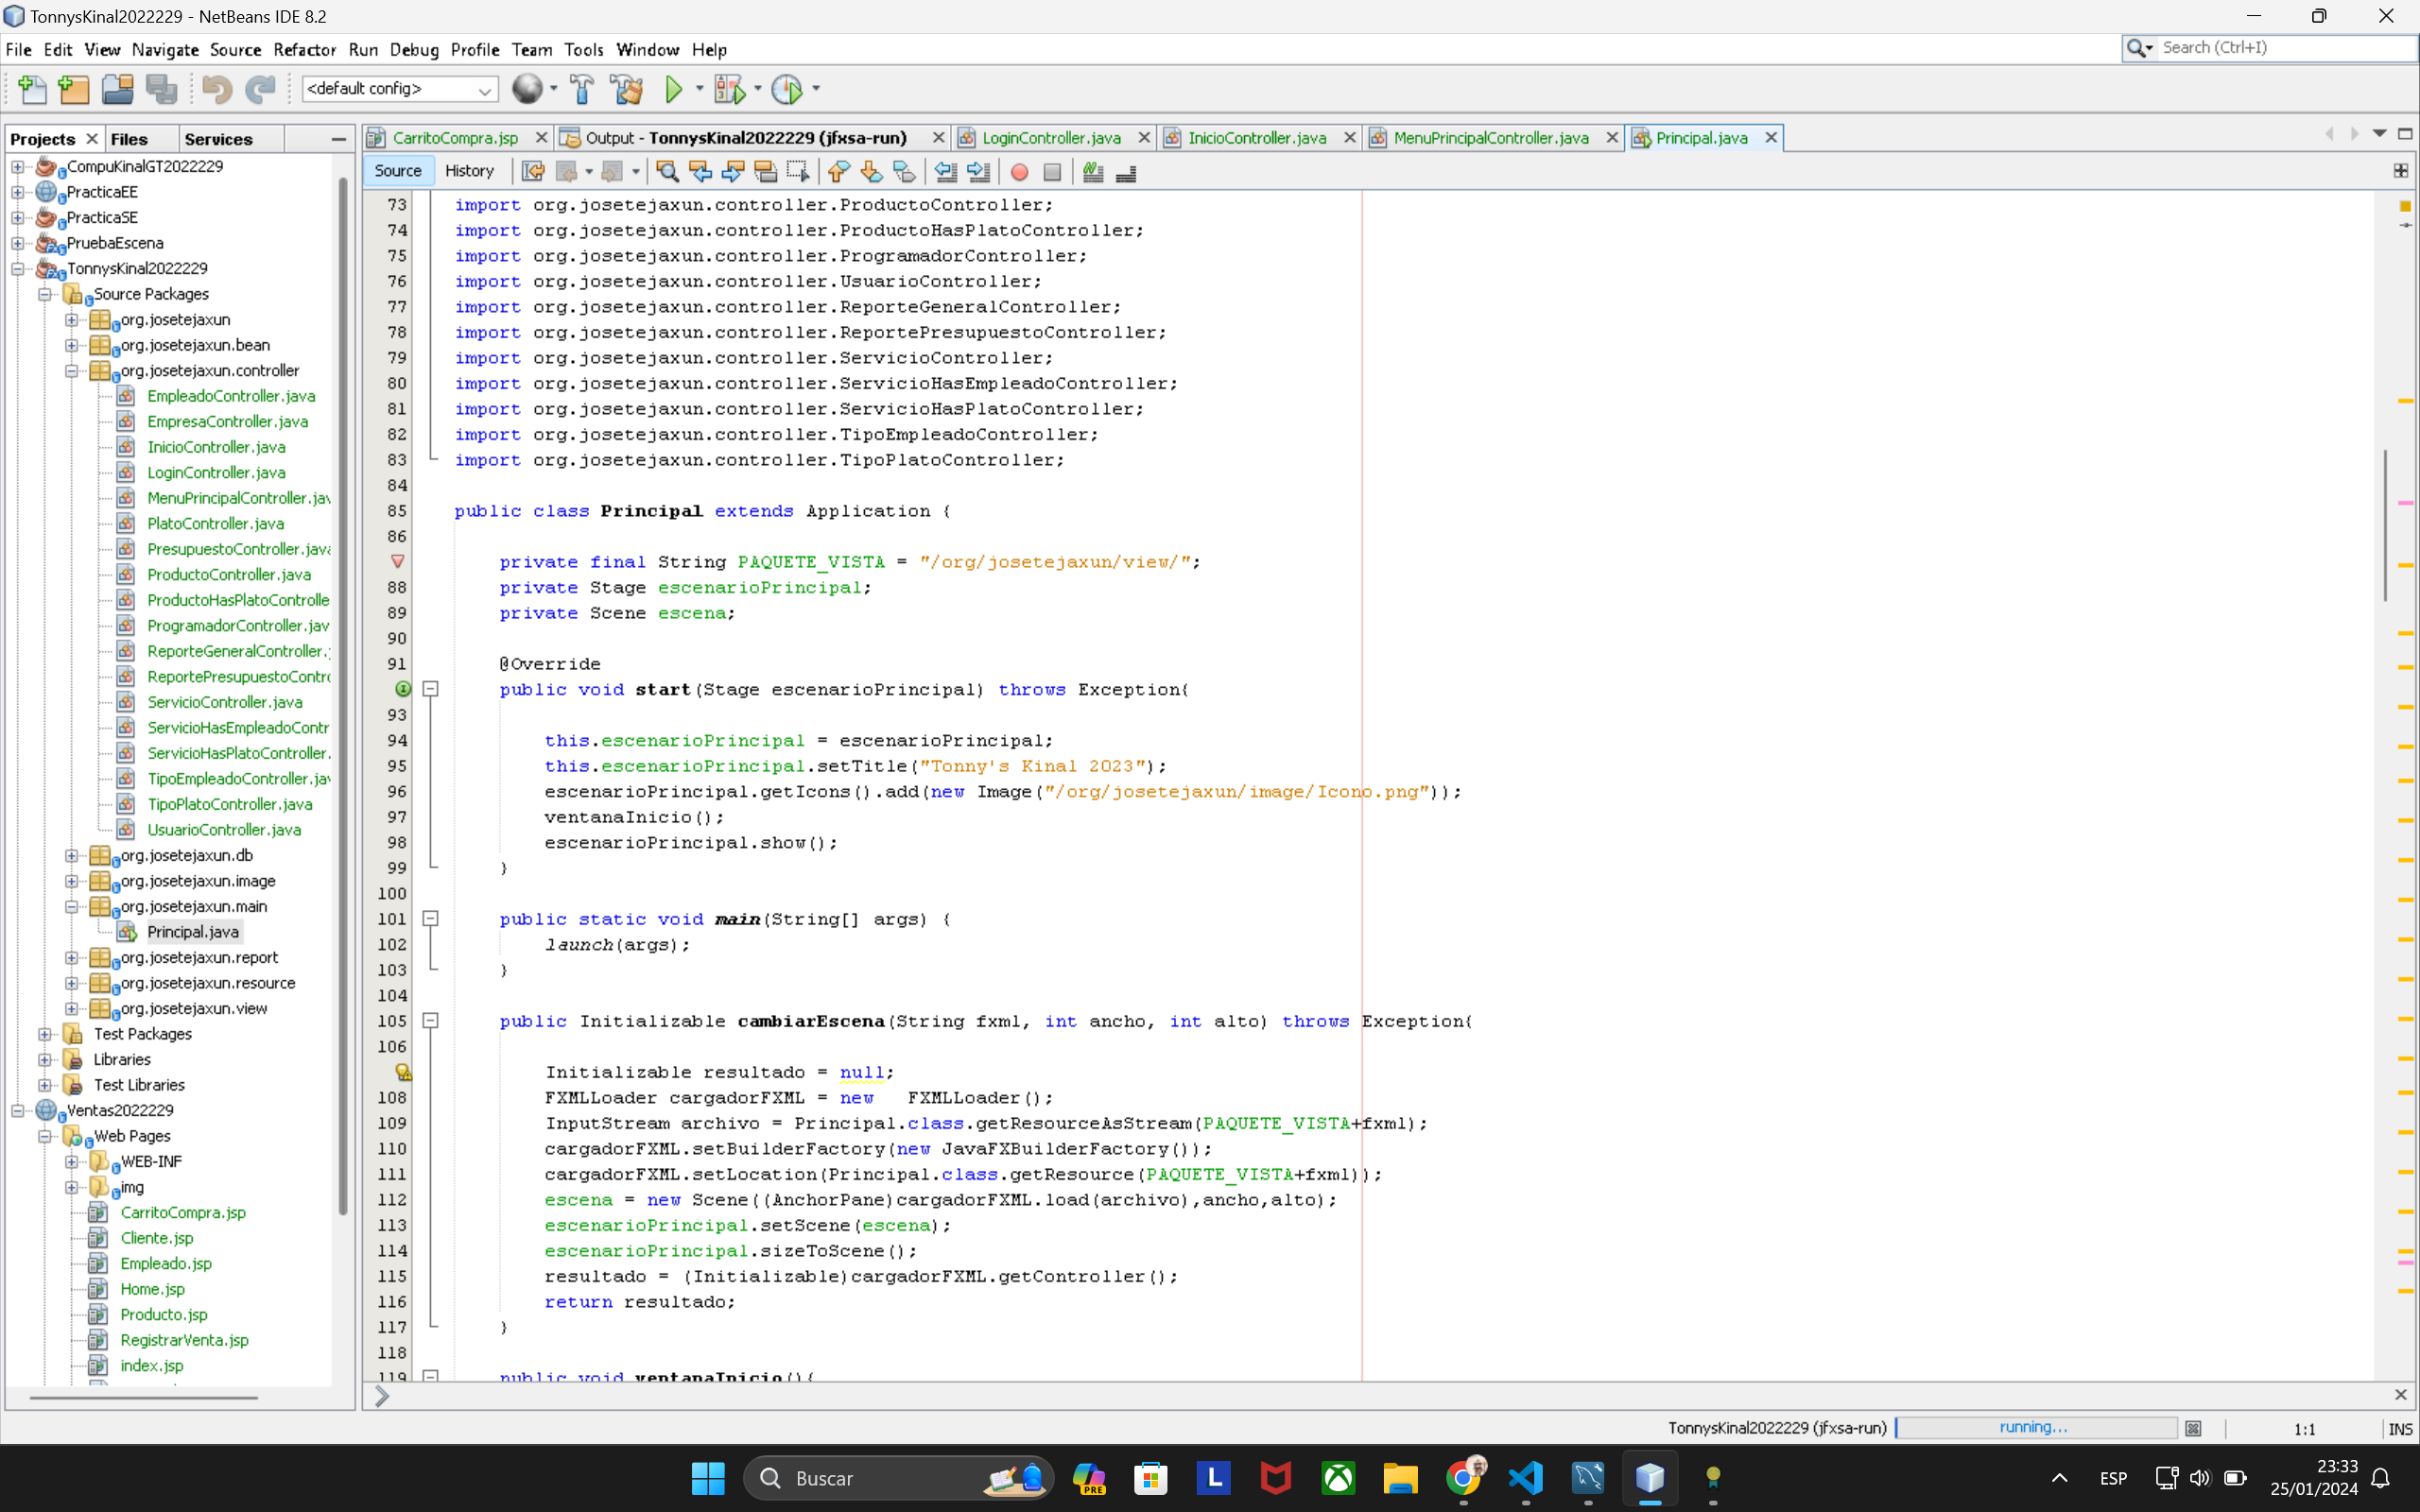 TonnysKinal2022229 - NetBeans IDE 8.2
File Edit View Navigate Source Refactor Run Debug Profile Team Tools Window Help
Search (Ctrl+I)
<default config>
Projects Files Services
CompuKinalGT2022229
PracticaEE
PracticaSE
PruebaEscena
TonnysKinal2022229
Source Packages
org.josetejaxun
org.josetejaxun.bean
org.josetejaxun.controller
EmpleadoController.java
EmpresaController.java
InicioController.java
LoginController.java
MenuPrincipalController.jav
PlatoController.java
PresupuestoController.java
ProductoController.java
ProductoHasPlatoControlle
ProgramadorController.jav
ReporteGeneralController.j
ReportePresupuestoContro
ServicioController.java
ServicioHasEmpleadoContr
ServicioHasPlatoController.
TipoEmpleadoController.jav
TipoPlatoController.java
UsuarioController.java
org.josetejaxun.db
org.josetejaxun.image
org.josetejaxun.main
Principal.java
org.josetejaxun.report
org.josetejaxun.resource
org.josetejaxun.view
Test Packages
Libraries
Test Libraries
Ventas2022229
Web Pages
WEB-INF
img
CarritoCompra.jsp
Cliente.jsp
Empleado.jsp
Home.jsp
Producto.jsp
RegistrarVenta.jsp
index.jsp
CarritoCompra.jsp Output - TonnysKinal2022229 (jfxsa-run) LoginController.java InicioController.java MenuPrincipalController.java Principal.java
Source History
73 import org.josetejaxun.controller.ProductoController;
74 import org.josetejaxun.controller.ProductoHasPlatoController;
75 import org.josetejaxun.controller.ProgramadorController;
76 import org.josetejaxun.controller.UsuarioController;
77 import org.josetejaxun.controller.ReporteGeneralController;
78 import org.josetejaxun.controller.ReportePresupuestoController;
79 import org.josetejaxun.controller.ServicioController;
80 import org.josetejaxun.controller.ServicioHasEmpleadoController;
81 import org.josetejaxun.controller.ServicioHasPlatoController;
82 import org.josetejaxun.controller.TipoEmpleadoController;
83 import org.josetejaxun.controller.TipoPlatoController;
84
85 public class Principal extends Application {
86
private final String PAQUETE_VISTA = "/org/josetejaxun/view/";
88 private Stage escenarioPrincipal;
89 private Scene escena;
90
91 @Override
public void start(Stage escenarioPrincipal) throws Exception{
93
94 this.escenarioPrincipal = escenarioPrincipal;
95 this.escenarioPrincipal.setTitle("Tonny's Kinal 2023");
96 escenarioPrincipal.getIcons().add(new Image("/org/josetejaxun/image/Icono.png"));
97 ventanaInicio();
98 escenarioPrincipal.show();
99 }
100
101 public static void main(String[] args) {
102 launch(args);
103 }
104
105 public Initializable cambiarEscena(String fxml, int ancho, int alto) throws Exception{
106
Initializable resultado = null;
108 FXMLLoader cargadorFXML = new FXMLLoader();
109 InputStream archivo = Principal.class.getResourceAsStream(PAQUETE_VISTA+fxml);
110 cargadorFXML.setBuilderFactory(new JavaFXBuilderFactory());
111 cargadorFXML.setLocation(Principal.class.getResource(PAQUETE_VISTA+fxml));
112 escena = new Scene((AnchorPane)cargadorFXML.load(archivo),ancho,alto);
113 escenarioPrincipal.setScene(escena);
114 escenarioPrincipal.sizeToScene();
115 resultado = (Initializable)cargadorFXML.getController();
116 return resultado;
117 }
118
119 public void ventanaInicio(){
TonnysKinal2022229 (jfxsa-run) running... 1:1 INS
Buscar
PRE
L
ESP
23:33
25/01/2024